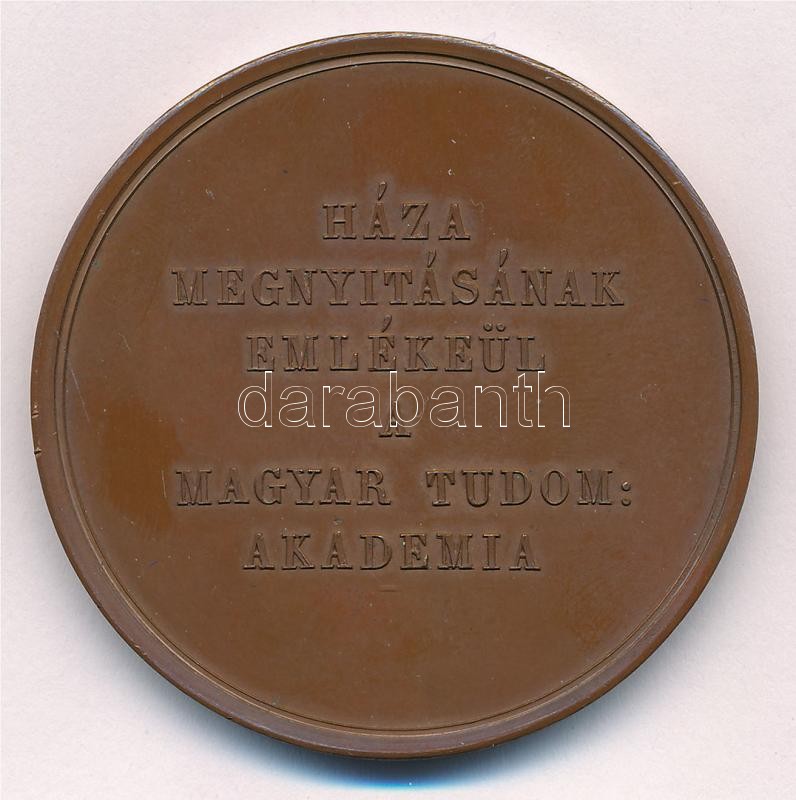 HÁZA
MEGNYITÁSÁNAK
EMLÉKEÜL
darabanth
A
MAGYAR TUDOM:
AKADEMIA